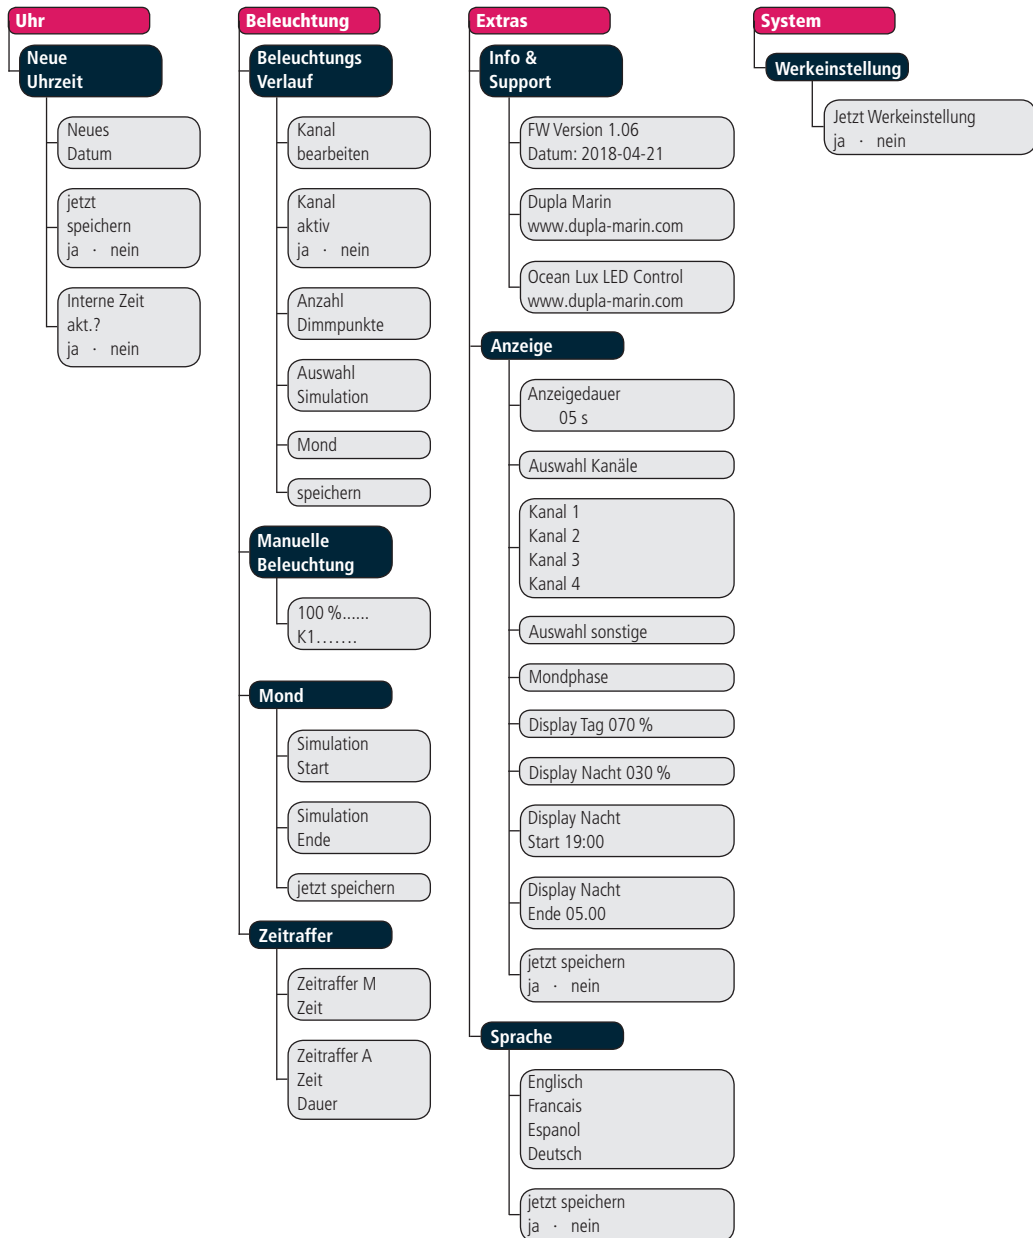 Uhr
Neue
Uhrzeit
Neues
Datum
jetzt
speichern
ja · nein
Interne Zeit
akt.?
ja · nein
Beleuchtung
Beleuchtungs
Verlauf
Kanal
bearbeiten
Kanal
aktiv
ja · nein
Anzahl
Dimmpunkte
Auswahl
Simulation
Mond
speichern
Manuelle
Beleuchtung
100 %......
K1.......
Mond
Simulation
Start
Simulation
Ende
jetzt speichern
Zeitraffer
Zeitraffer M
Zeit
Zeitraffer A
Zeit
Dauer
Extras
Info &
Support
FW Version 1.06
Datum: 2018-04-21
Dupla Marin
www.dupla-marin.com
Ocean Lux LED Control
www.dupla-marin.com
Anzeige
Anzeigedauer
05 s
Auswahl Kanäle
Kanal 1
Kanal 2
Kanal 3
Kanal 4
Auswahl sonstige
Mondphase
Display Tag 070 %
Display Nacht 030 %
Display Nacht
Start 19:00
Display Nacht
Ende 05.00
jetzt speichern
ja · nein
Sprache
Englisch
Francais
Espanol
Deutsch
jetzt speichern
ja · nein
System
Werkeinstellung
Jetzt Werkeinstellung
ja · nein